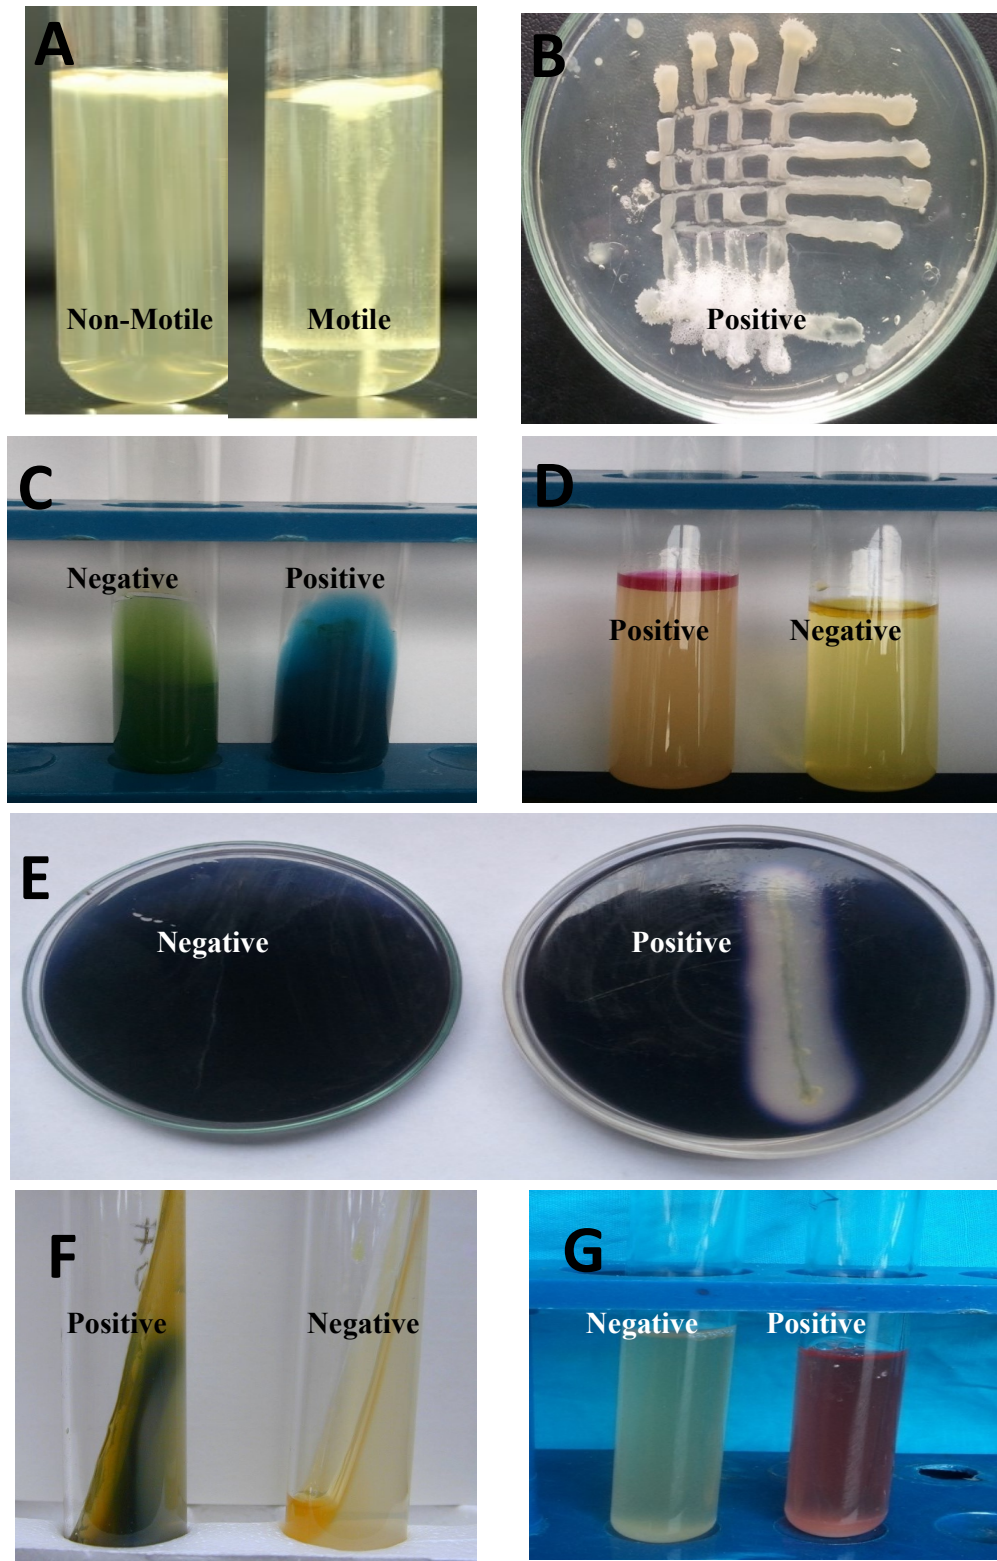 A
Non-Motile
Motile
B
Positive
C
Negative
Positive
D
Positive
Negative
E
Negative
Positive
F
Positive
Negative
G
Negative
Positive